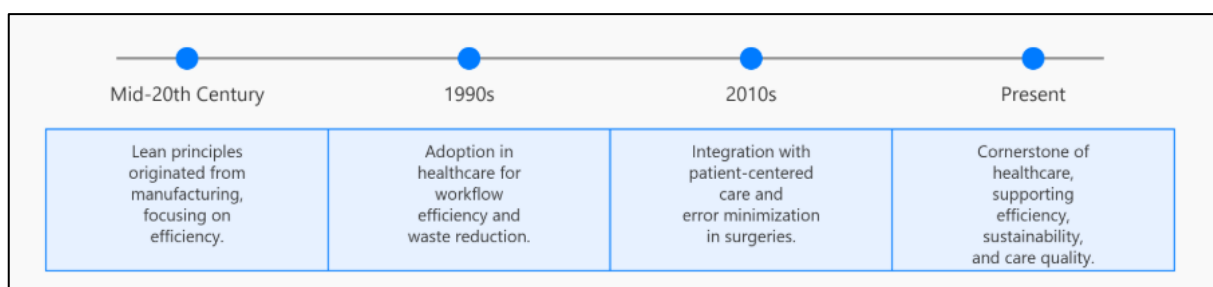 Mid-20th Century
1990s
2010s
Present
Lean principles
originated from
manufacturing,
focusing on
efficiency.
Adoption in
healthcare for
workflow
efficiency and
waste reduction.
Integration with
patient-centered
care and
error minimization
in surgeries.
Cornerstone of
healthcare,
supporting
efficiency,
sustainability,
and care quality.